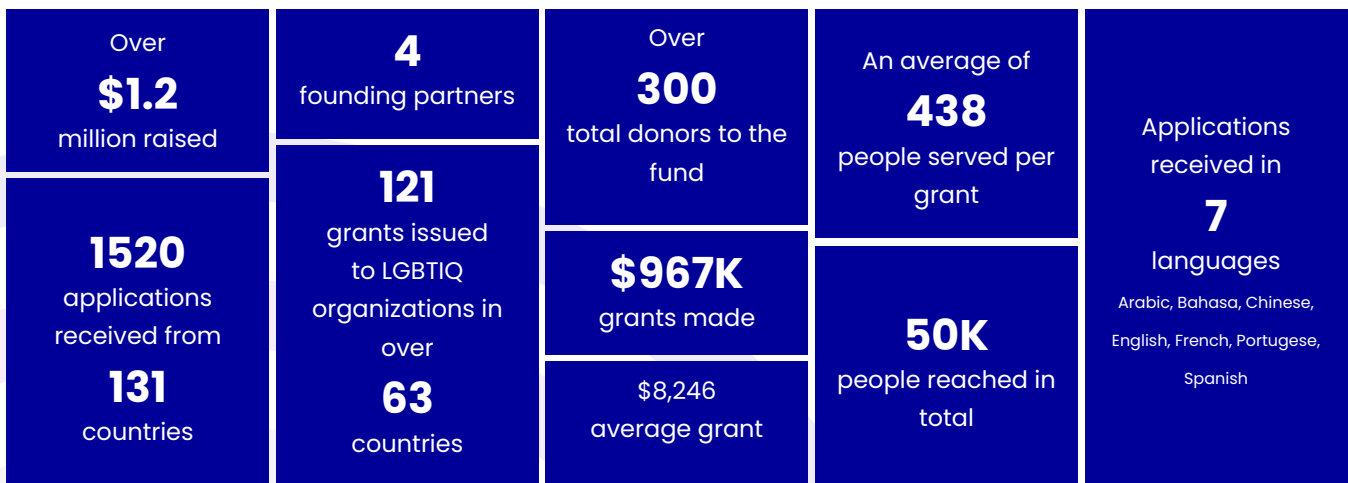 Over
$1.2
million raised
1520
applications
received from
131
countries
4
founding partners
121
grants issued
to LGBTIQ
organizations in
over
63
countries
Over
300
total donors to the
fund
$967K
grants made
$8,246
average grant
An average of
438
people served per
grant
50K
people reached in
total
Applications
received in
7
languages
Arabic, Bahasa, Chinese,
English, French, Portugese,
Spanish